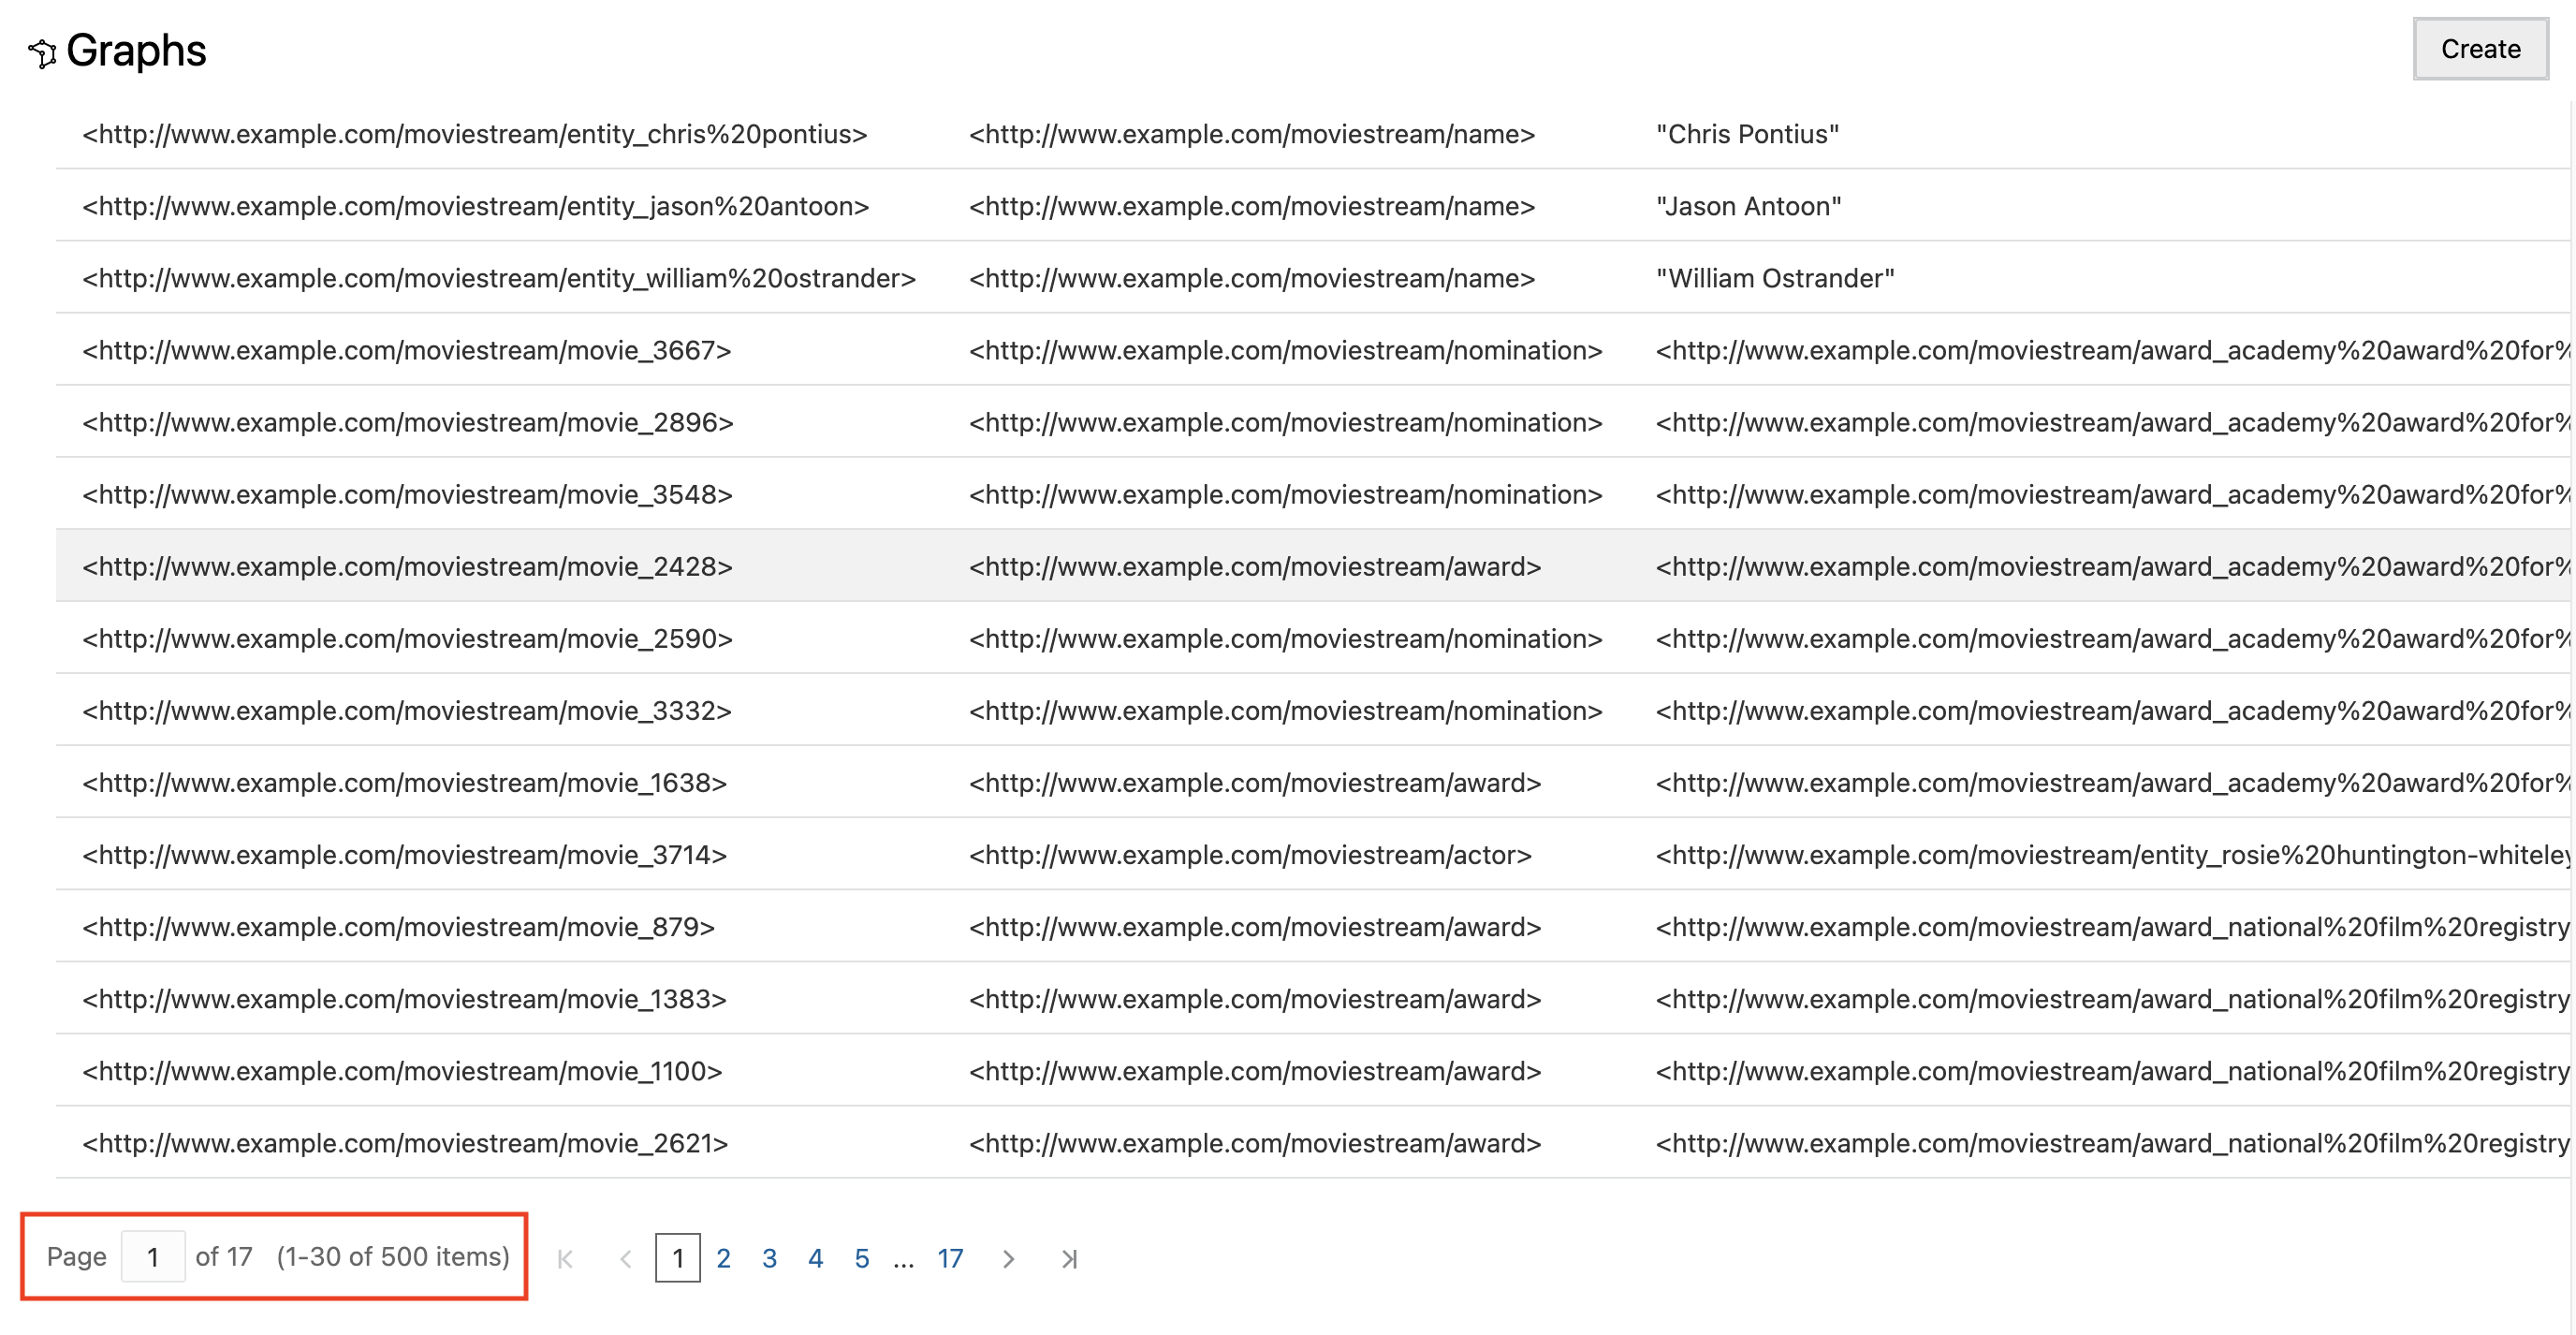 Graphs
Create
<http://www.example.com/moviestream/entity_chris%20pontius> <http://www.example.com/moviestream/name> "Chris Pontius"
<http://www.example.com/moviestream/entity_jason%20antoon> <http://www.example.com/moviestream/name> "Jason Antoon"
<http://www.example.com/moviestream/entity_william%20ostrander> <http://www.example.com/moviestream/name> "William Ostrander"
<http://www.example.com/moviestream/movie_3667> <http://www.example.com/moviestream/nomination> <http://www.example.com/moviestream/award_academy%20award%20for%
<http://www.example.com/moviestream/movie_2896> <http://www.example.com/moviestream/nomination> <http://www.example.com/moviestream/award_academy%20award%20for%
<http://www.example.com/moviestream/movie_3548> <http://www.example.com/moviestream/nomination> <http://www.example.com/moviestream/award_academy%20award%20for%
<http://www.example.com/moviestream/movie_2428> <http://www.example.com/moviestream/award> <http://www.example.com/moviestream/award_academy%20award%20for%
<http://www.example.com/moviestream/movie_2590> <http://www.example.com/moviestream/nomination> <http://www.example.com/moviestream/award_academy%20award%20for%
<http://www.example.com/moviestream/movie_3332> <http://www.example.com/moviestream/nomination> <http://www.example.com/moviestream/award_academy%20award%20for%
<http://www.example.com/moviestream/movie_1638> <http://www.example.com/moviestream/award> <http://www.example.com/moviestream/award_academy%20award%20for%
<http://www.example.com/moviestream/movie_3714> <http://www.example.com/moviestream/actor> <http://www.example.com/moviestream/entity_rosie%20huntington-whiteley
<http://www.example.com/moviestream/movie_879> <http://www.example.com/moviestream/award> <http://www.example.com/moviestream/award_national%20film%20registry
<http://www.example.com/moviestream/movie_1383> <http://www.example.com/moviestream/award> <http://www.example.com/moviestream/award_national%20film%20registry
<http://www.example.com/moviestream/movie_1100> <http://www.example.com/moviestream/award> <http://www.example.com/moviestream/award_national%20film%20registry
<http://www.example.com/moviestream/movie_2621> <http://www.example.com/moviestream/award> <http://www.example.com/moviestream/award_national%20film%20registry
Page 1 of 17 (1-30 of 500 items) 1 2 3 4 5 ... 17